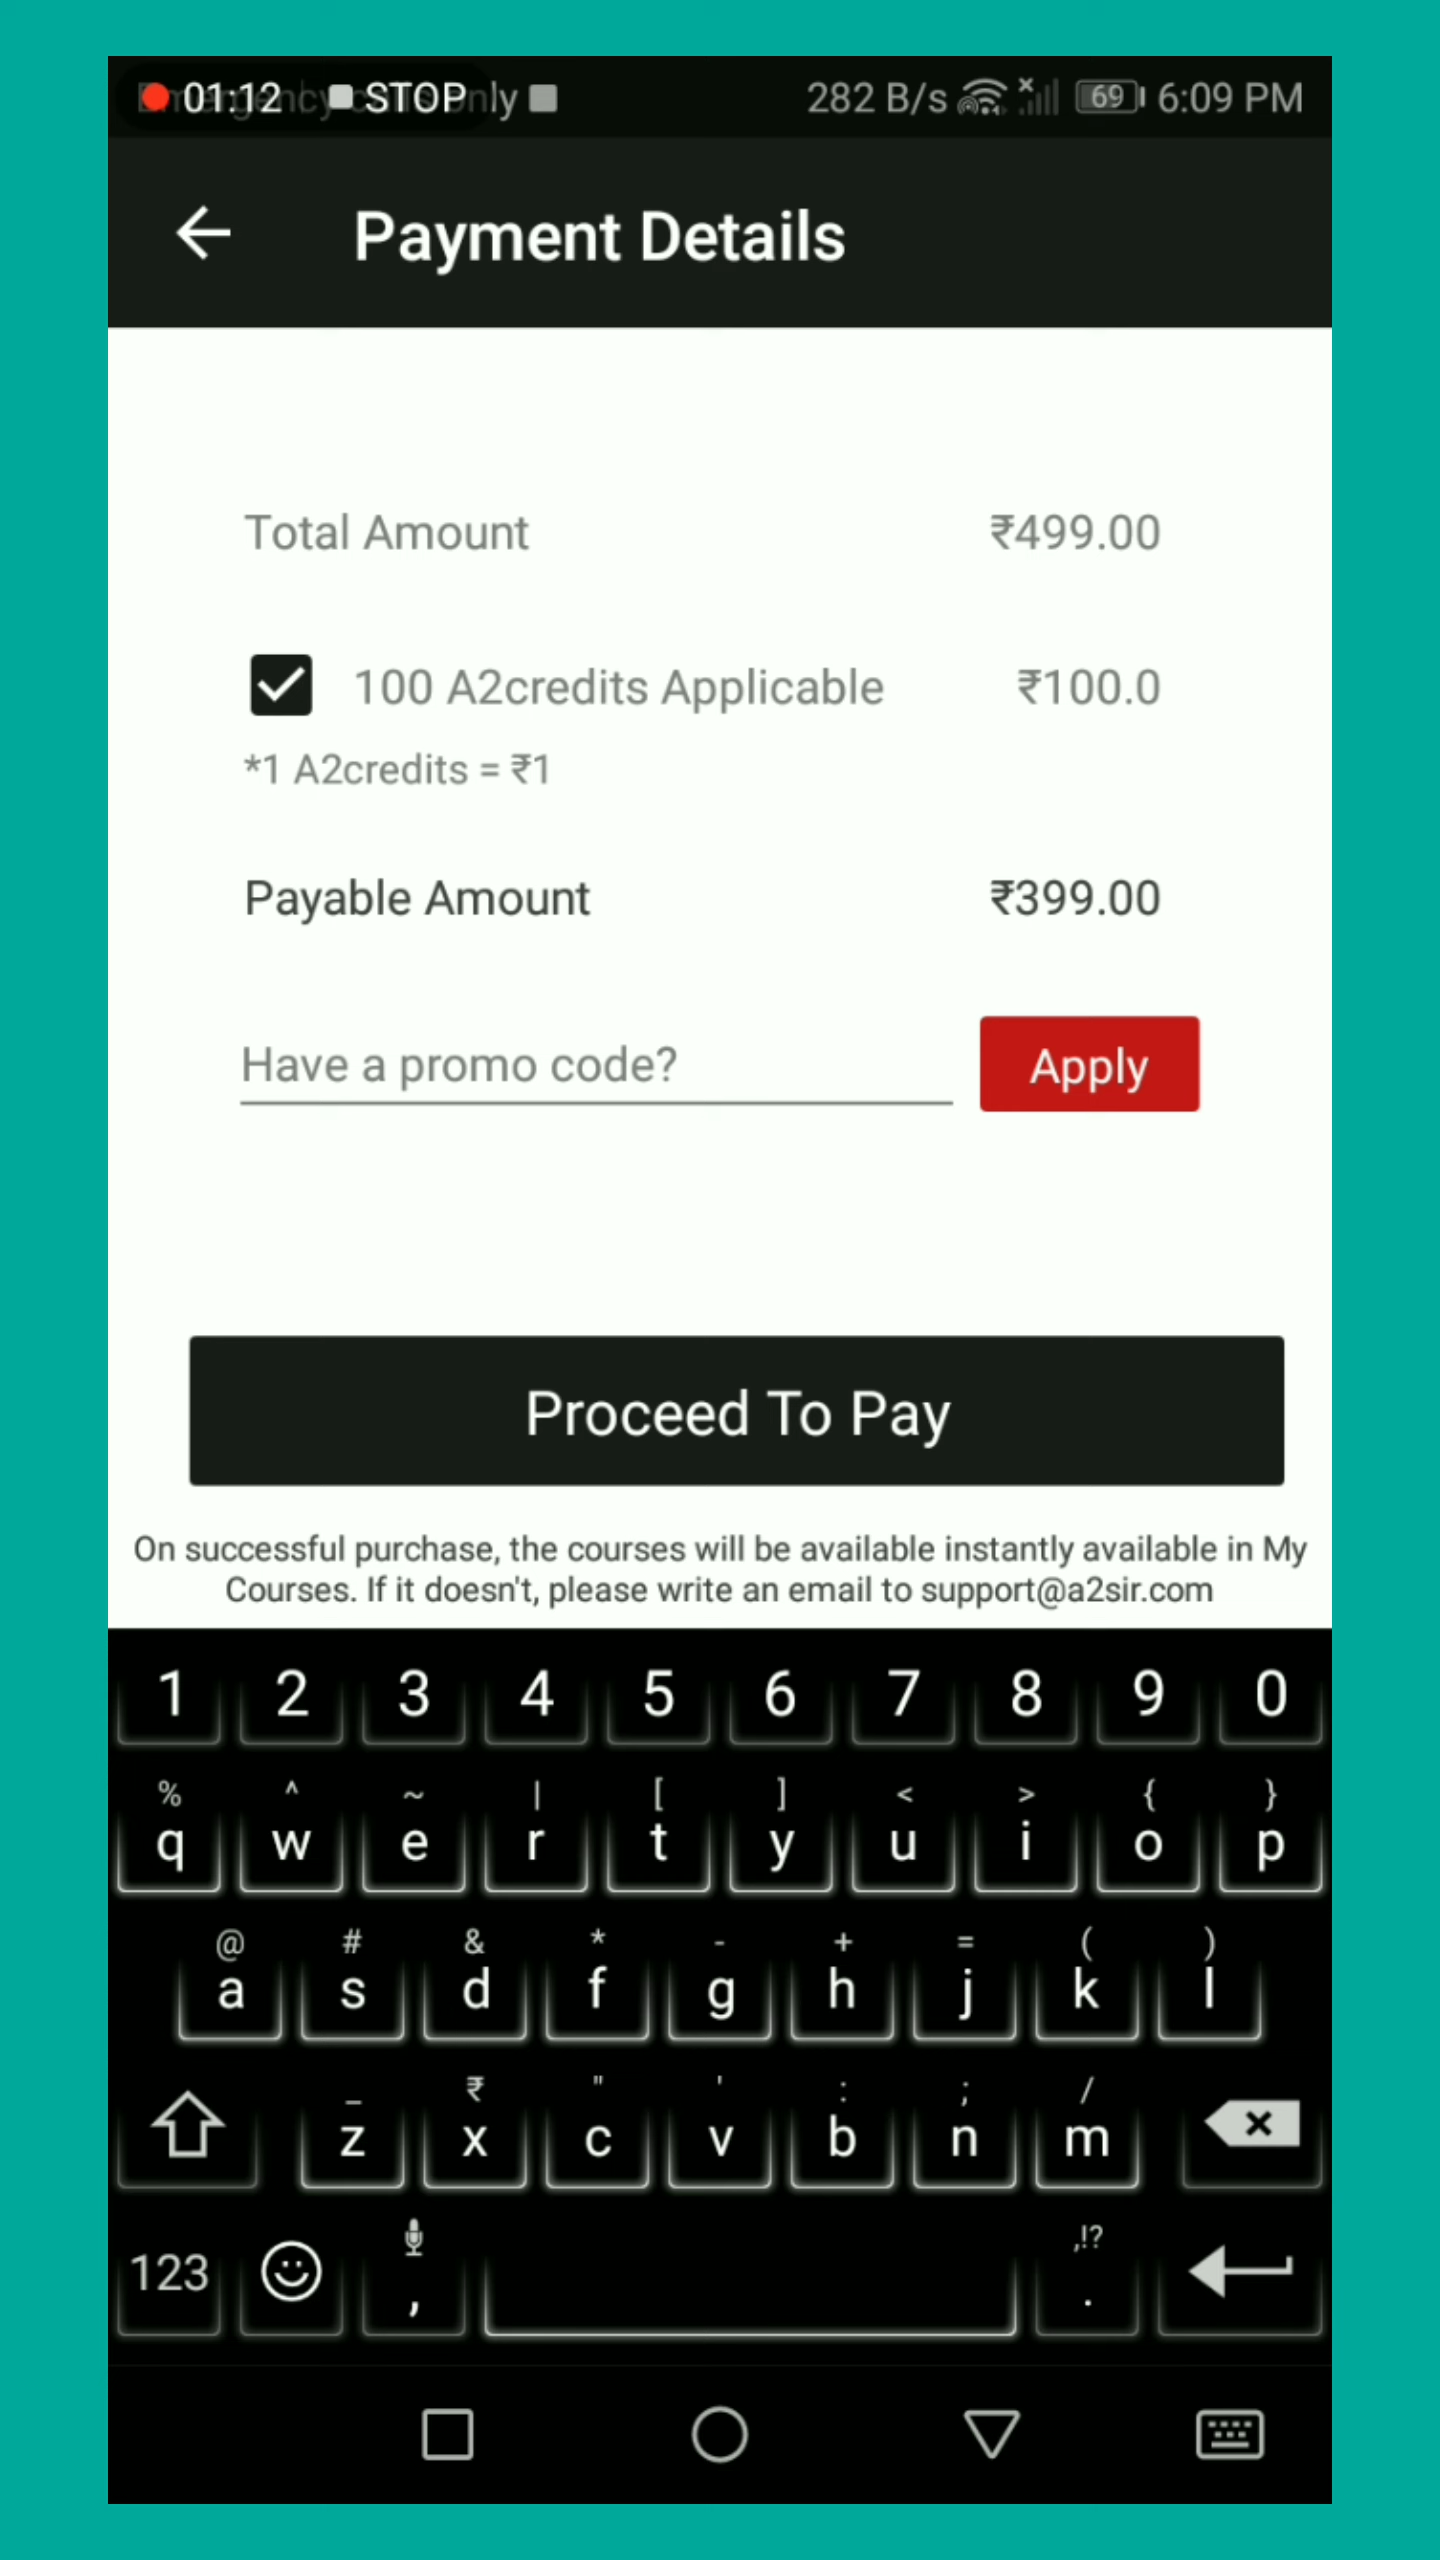 01:12 STOP ly 282 B/s 69 6:09 PM
Payment Details
Total Amount ₹499.00
100 A2credits Applicable ₹100.0
*1 A2credits = ₹1
Payable Amount ₹399.00
Have a promo code? Apply
Proceed To Pay
On successful purchase, the courses will be available instantly available in My
Courses. If it doesn't, please write an email to support@a2sir.com
1 2 3 4 5 6 7 8 9 0
% ^ ~ | [ ] < > { }
q w e r t y u i o p
@ # & * - + = ( )
a s d f g h j k l
_ ₹ " ' : ; /
z x c v b n m
,!?
123 , .